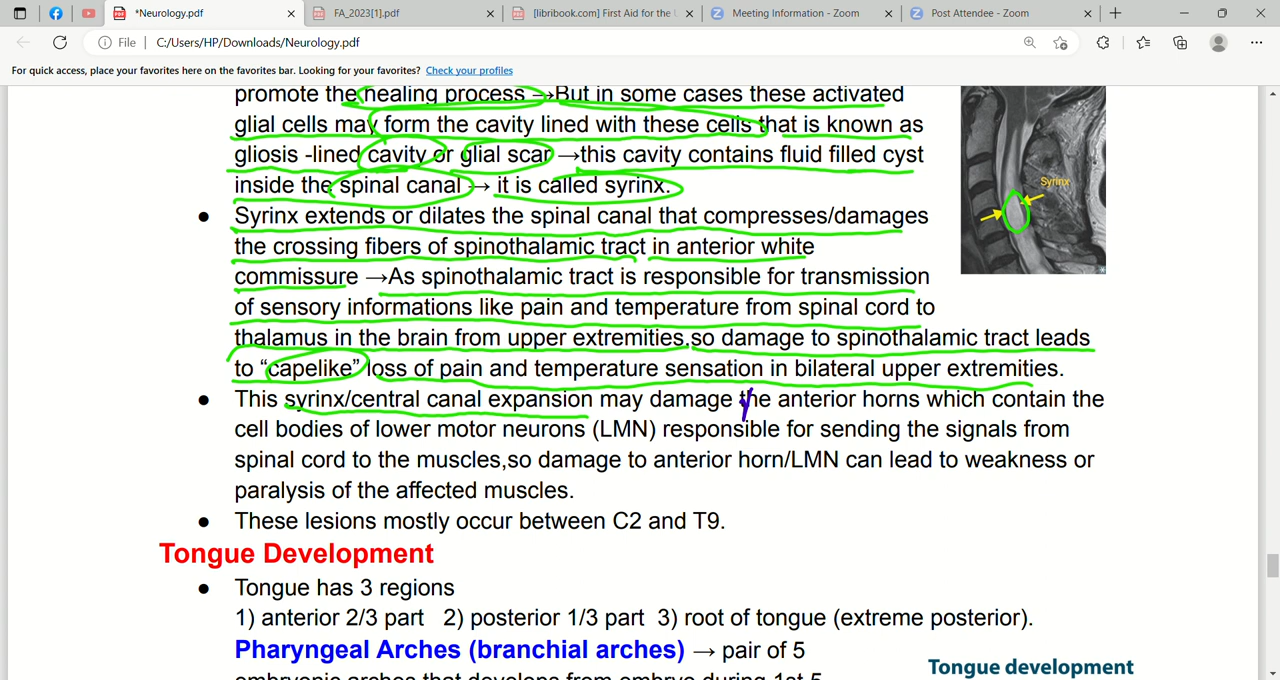 *Neurology.pdf
FA_2023[1].pdf
[libribook.com] First Aid for the
Meeting Information - Zoom
Post Attendee - Zoom
File
C:/Users/HP/Downloads/Neurology.pdf
For quick access, place your favorites here on the favorites bar. Looking for your favorites? Check your profiles
promote the healing process →But in some cases these activated
glial cells may form the cavity lined with these cells that is known as
gliosis -lined cavity or glial scar →this cavity contains fluid filled cyst
inside the spinal canal → it is called syrinx.
Syrinx
● Syrinx extends or dilates the spinal canal that compresses/damages
the crossing fibers of spinothalamic tract in anterior white
commissure →As spinothalamic tract is responsible for transmission
of sensory informations like pain and temperature from spinal cord to
thalamus in the brain from upper extremities,so damage to spinothalamic tract leads
to “capelike” loss of pain and temperature sensation in bilateral upper extremities.
● This syrinx/central canal expansion may damage the anterior horns which contain the
cell bodies of lower motor neurons (LMN) responsible for sending the signals from
spinal cord to the muscles,so damage to anterior horn/LMN can lead to weakness or
paralysis of the affected muscles.
● These lesions mostly occur between C2 and T9.
Tongue Development
● Tongue has 3 regions
1) anterior 2/3 part 2) posterior 1/3 part 3) root of tongue (extreme posterior).
Pharyngeal Arches (branchial arches) → pair of 5
Tongue development
embryonic arches that develops from embryo during 1st 5